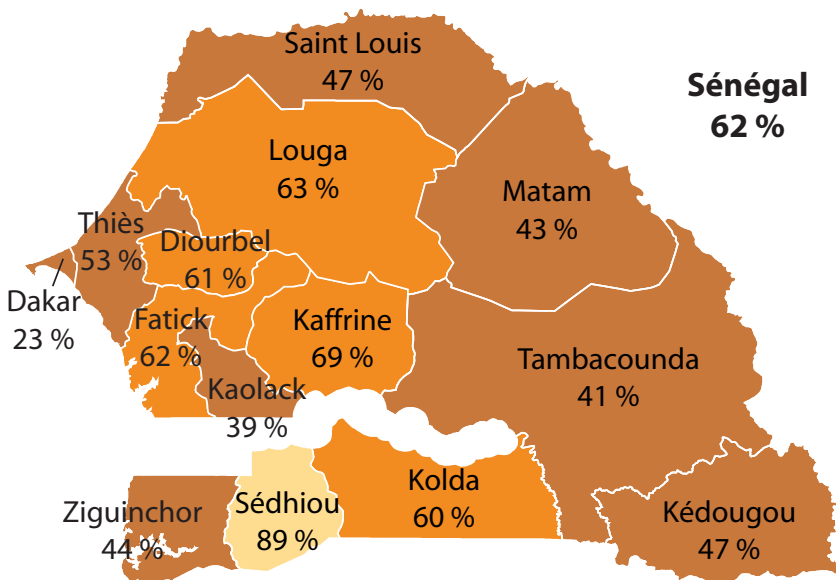 Saint Louis
47 %
Sénégal
62 %
Louga
63 %
Matam
43 %
Thiès
53 %
Diourbel
61 %
Dakar
23 %
Fatick
62 %
Kaffrine
69 %
Tambacounda
41 %
Kaolack
39 %
Ziguinchor
44 %
Sédhiou
89 %
Kolda
60 %
Kédougou
47 %